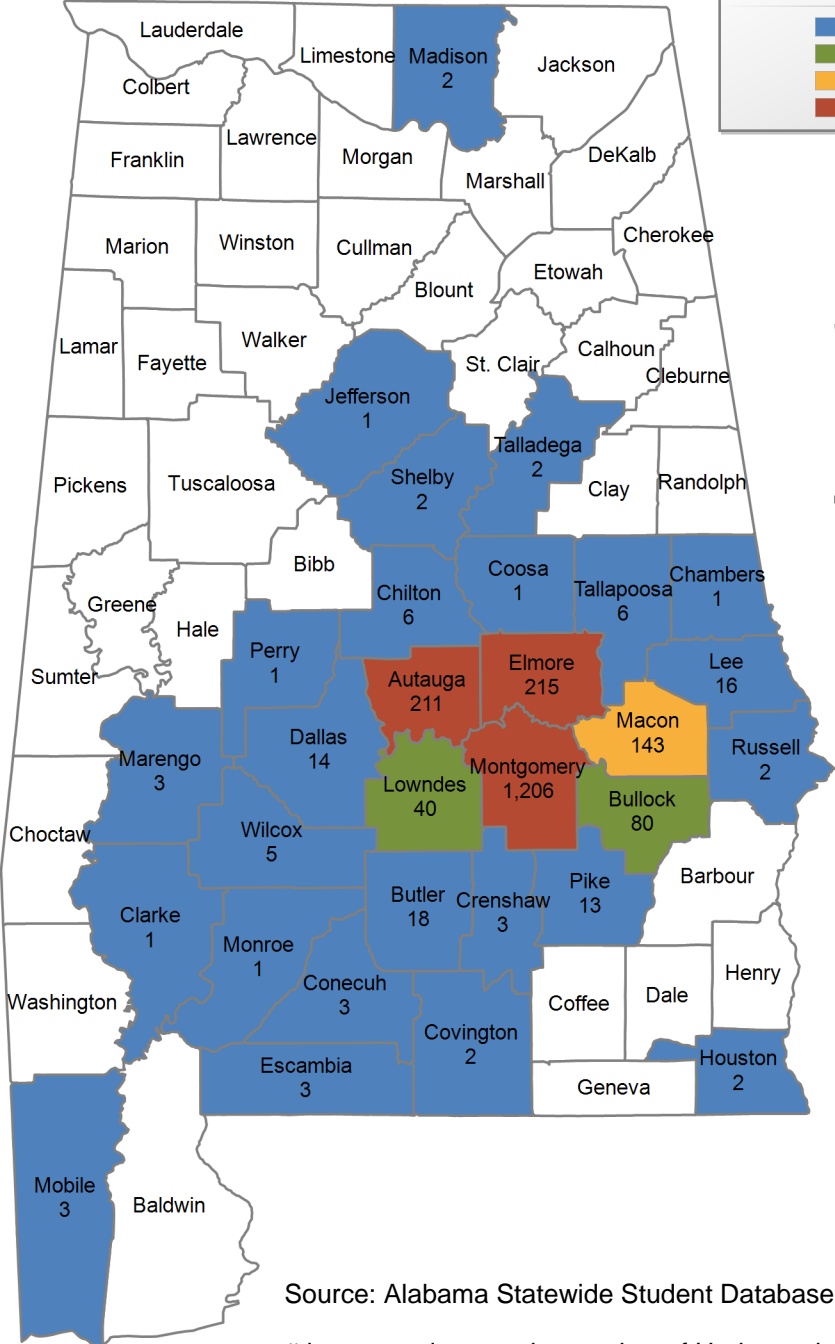 Lauderdale
Limestone
Madison
2
Jackson
Colbert
Lawrence
Franklin
Morgan
DeKalb
Marshall
Marion
Winston
Cullman
Cherokee
Etowah
Blount
Walker
Lamar
Fayette
St. Clair
Calhoun
Cleburne
Jefferson
1
Talladega
2
Shelby
2
Pickens
Tuscaloosa
Clay
Randolph
Bibb
Coosa
1
Chilton
6
Tallapoosa
6
Chambers
1
Greene
Hale
Perry
1
Sumter
Autauga
211
Elmore
215
Lee
16
Macon
143
Dallas
14
Marengo
3
Russell
2
Montgomery
1,206
Lowndes
40
Bullock
80
Choctaw
Wilcox
5
Barbour
Butler
18
Crenshaw
3
Pike
13
Clarke
1
Monroe
1
Conecuh
3
Henry
Washington
Coffee
Dale
Covington
2
Escambia
3
Houston
2
Geneva
Mobile
3
Baldwin
Source: Alabama Statewide Student Database